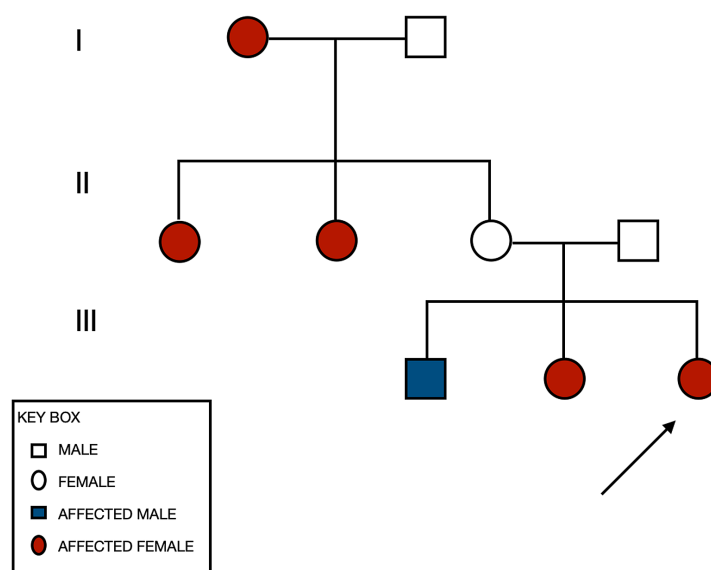 I
II
III
KEY BOX
MALE
FEMALE
AFFECTED MALE
AFFECTED FEMALE